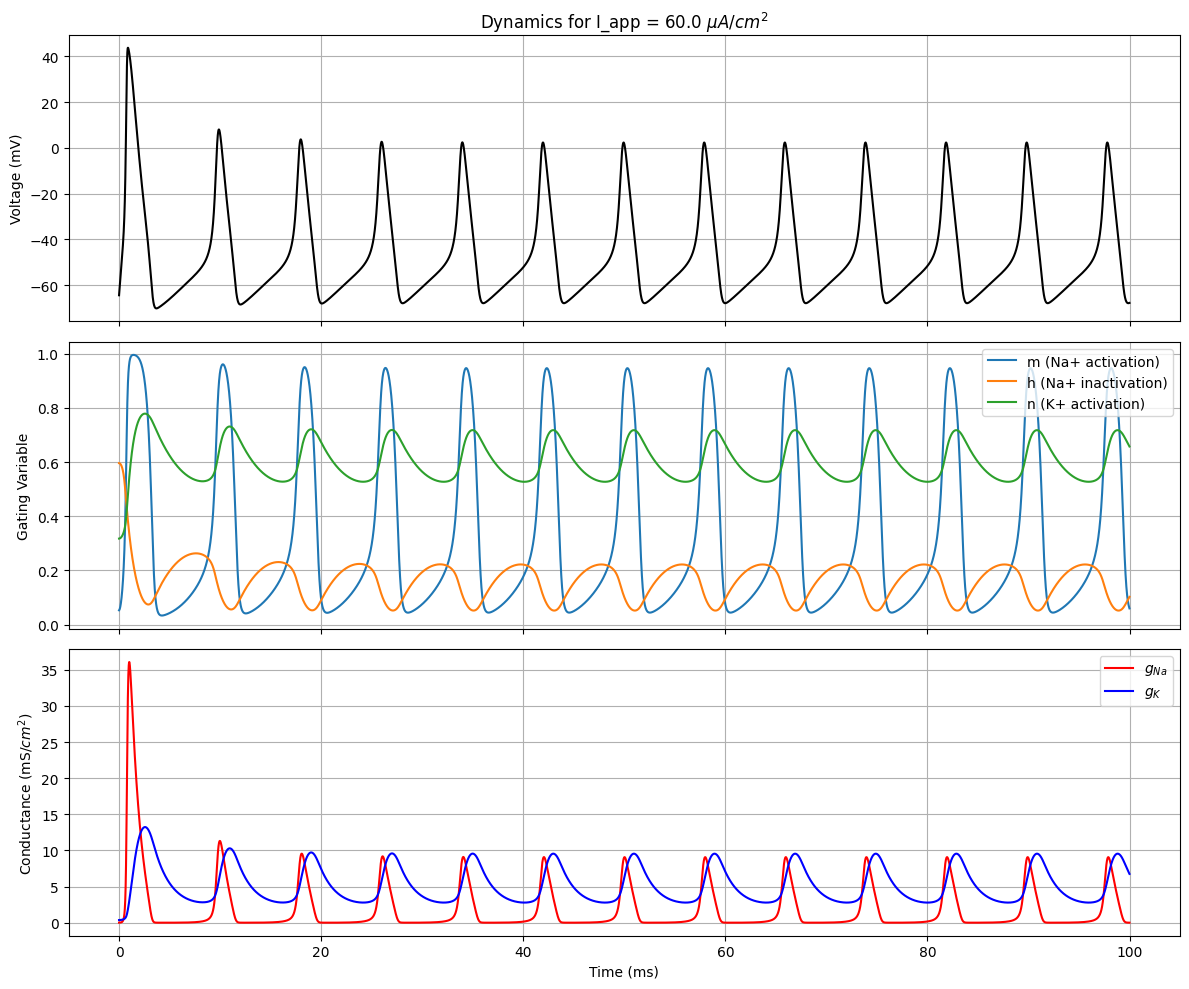 Dynamics for I_app = 60.0 μA/cm²
Voltage (mV)
40
20
0
−20
−40
−60
Gating Variable
1.0
0.8
0.6
0.4
0.2
0.0
m (Na+ activation)
h (Na+ inactivation)
n (K+ activation)
Conductance (mS/cm²)
35
30
25
20
15
10
5
0
g_Na
g_K
0 20 40 60 80 100
Time (ms)